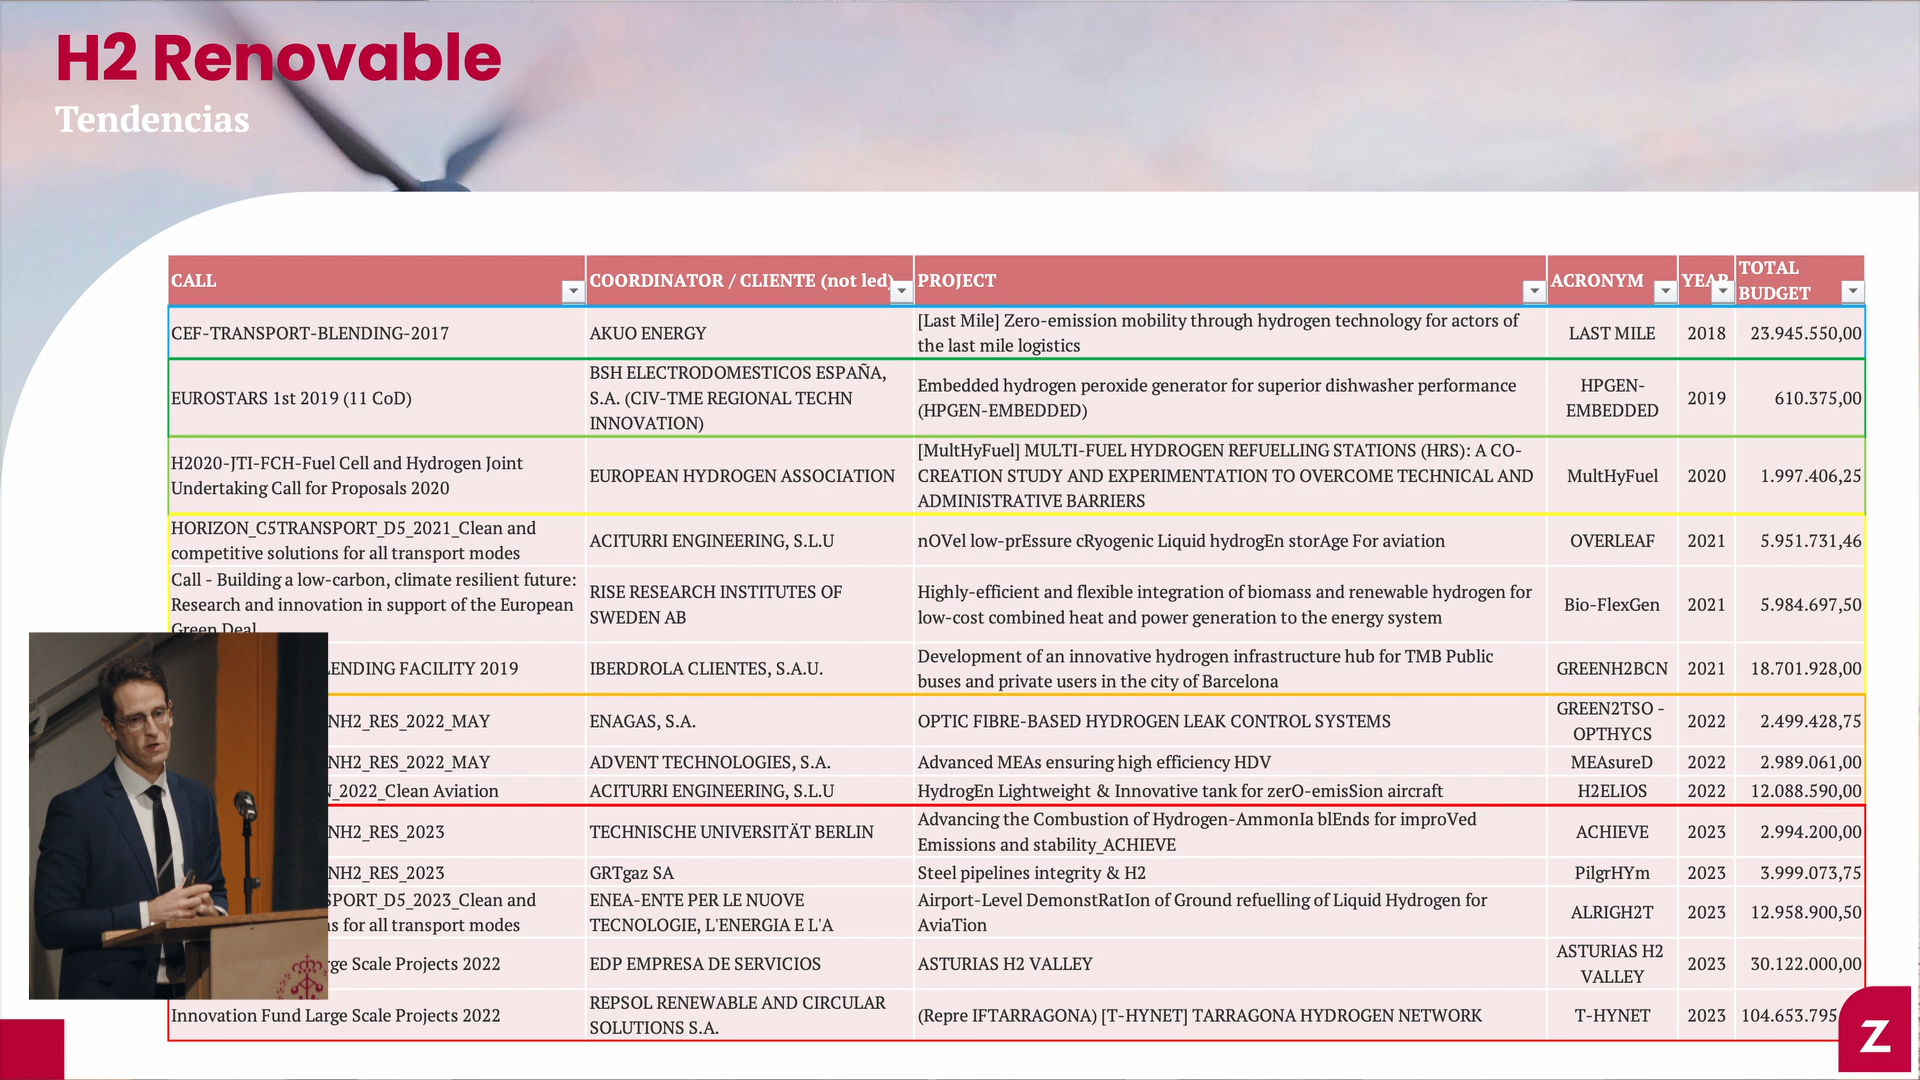 H2 Renovable
Tendencias
CALL COORDINATOR / CLIENTE (not led) PROJECT ACRONYM YEAR TOTAL
BUDGET
CEF-TRANSPORT-BLENDING-2017 AKUO ENERGY [Last Mile] Zero-emission mobility through hydrogen technology for actors of
the last mile logistics LAST MILE 2018 23.945.550,00
EUROSTARS 1st 2019 (11 CoD) BSH ELECTRODOMESTICOS ESPAÑA,
S.A. (CIV-TME REGIONAL TECHN
INNOVATION) Embedded hydrogen peroxide generator for superior dishwasher performance
(HPGEN-EMBEDDED) HPGEN-
EMBEDDED 2019 610.375,00
H2020-JTI-FCH-Fuel Cell and Hydrogen Joint
Undertaking Call for Proposals 2020 EUROPEAN HYDROGEN ASSOCIATION [MultHyFuel] MULTI-FUEL HYDROGEN REFUELLING STATIONS (HRS): A CO-
CREATION STUDY AND EXPERIMENTATION TO OVERCOME TECHNICAL AND
ADMINISTRATIVE BARRIERS MultHyFuel 2020 1.997.406,25
HORIZON_C5TRANSPORT_D5_2021_Clean and
competitive solutions for all transport modes ACITURRI ENGINEERING, S.L.U nOVel low-prEssure cRyogenic Liquid hydrogEn storAge For aviation OVERLEAF 2021 5.951.731,46
Call - Building a low-carbon, climate resilient future:
Research and innovation in support of the European
Green Deal RISE RESEARCH INSTITUTES OF
SWEDEN AB Highly-efficient and flexible integration of biomass and renewable hydrogen for
low-cost combined heat and power generation to the energy system Bio-FlexGen 2021 5.984.697,50
LENDING FACILITY 2019 IBERDROLA CLIENTES, S.A.U. Development of an innovative hydrogen infrastructure hub for TMB Public
buses and private users in the city of Barcelona GREENH2BCN 2021 18.701.928,00
NH2_RES_2022_MAY ENAGAS, S.A. OPTIC FIBRE-BASED HYDROGEN LEAK CONTROL SYSTEMS GREEN2TSO -
OPTHYCS 2022 2.499.428,75
NH2_RES_2022_MAY ADVENT TECHNOLOGIES, S.A. Advanced MEAs ensuring high efficiency HDV MEAsureD 2022 2.989.061,00
_2022_Clean Aviation ACITURRI ENGINEERING, S.L.U HydrogEn Lightweight & Innovative tank for zerO-emisSion aircraft H2ELIOS 2022 12.088.590,00
NH2_RES_2023 TECHNISCHE UNIVERSITÄT BERLIN Advancing the Combustion of Hydrogen-AmmonIa blEnds for improVed
Emissions and stability_ACHIEVE ACHIEVE 2023 2.994.200,00
NH2_RES_2023 GRTgaz SA Steel pipelines integrity & H2 PilgrHYm 2023 3.999.073,75
SPORT_D5_2023_Clean and
s for all transport modes ENEA-ENTE PER LE NUOVE
TECNOLOGIE, L'ENERGIA E L'A Airport-Level DemonstRatIon of Ground refuelling of Liquid Hydrogen for
AviaTion ALRIGH2T 2023 12.958.900,50
rge Scale Projects 2022 EDP EMPRESA DE SERVICIOS ASTURIAS H2 VALLEY ASTURIAS H2
VALLEY 2023 30.122.000,00
Innovation Fund Large Scale Projects 2022 REPSOL RENEWABLE AND CIRCULAR
SOLUTIONS S.A. (Repre IFTARRAGONA) [T-HYNET] TARRAGONA HYDROGEN NETWORK T-HYNET 2023 104.653.795
Z